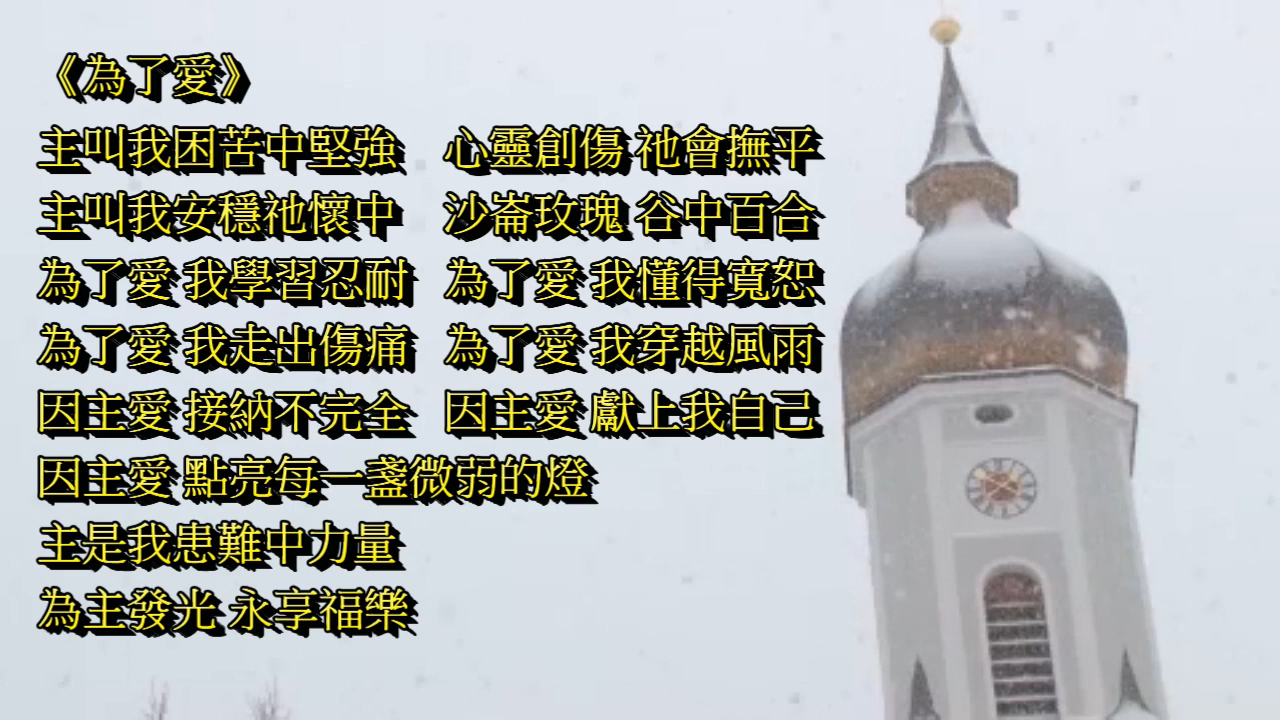 《為了愛》
主叫我困苦中堅強 心靈創傷 祂會撫平
主叫我安穩祂懷中 沙崙玫瑰 谷中百合
為了愛 我學習忍耐 為了愛 我懂得寬恕
為了愛 我走出傷痛 為了愛 我穿越風雨
因主愛 接納不完全 因主愛 獻上我自己
因主愛 點亮每一盞微弱的燈
主是我患難中力量
為主發光 永享福樂